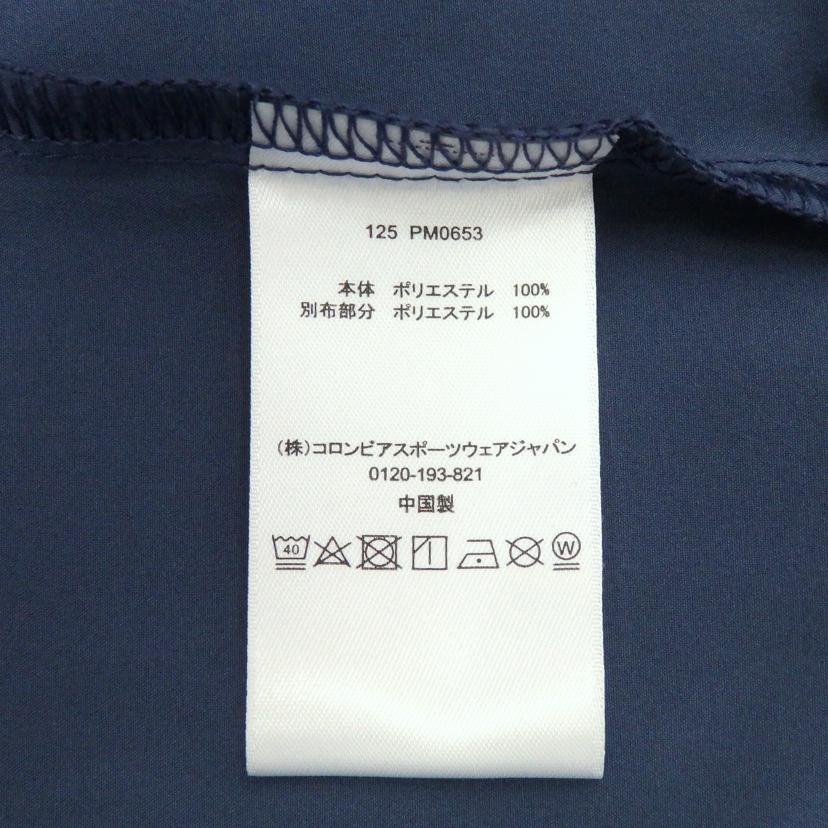 125 PM0653
本体 ポリエステル 100%
別布部分 ポリエステル 100%
(株)コロンビアスポーツウェアジャパン
0120-193-821
中国製
40 W